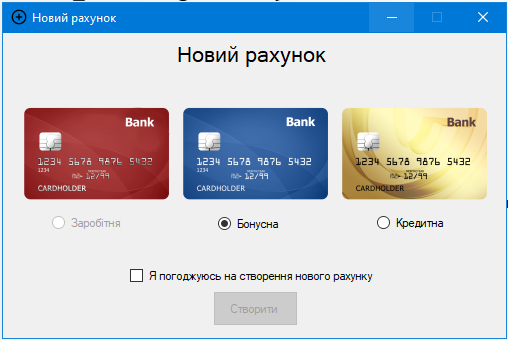 Новий рахунок
Новий рахунок
Bank
1234 5678 9876 5432
1234
12/99
CARDHOLDER
Bank
1234 5678 9876 5432
1234
12/99
CARDHOLDER
Bank
1234 5678 9876 5432
12/99
CARDHOLDER
Заробітня
Бонусна
Кредитна
Я погоджуюсь на створення нового рахунку
Створити